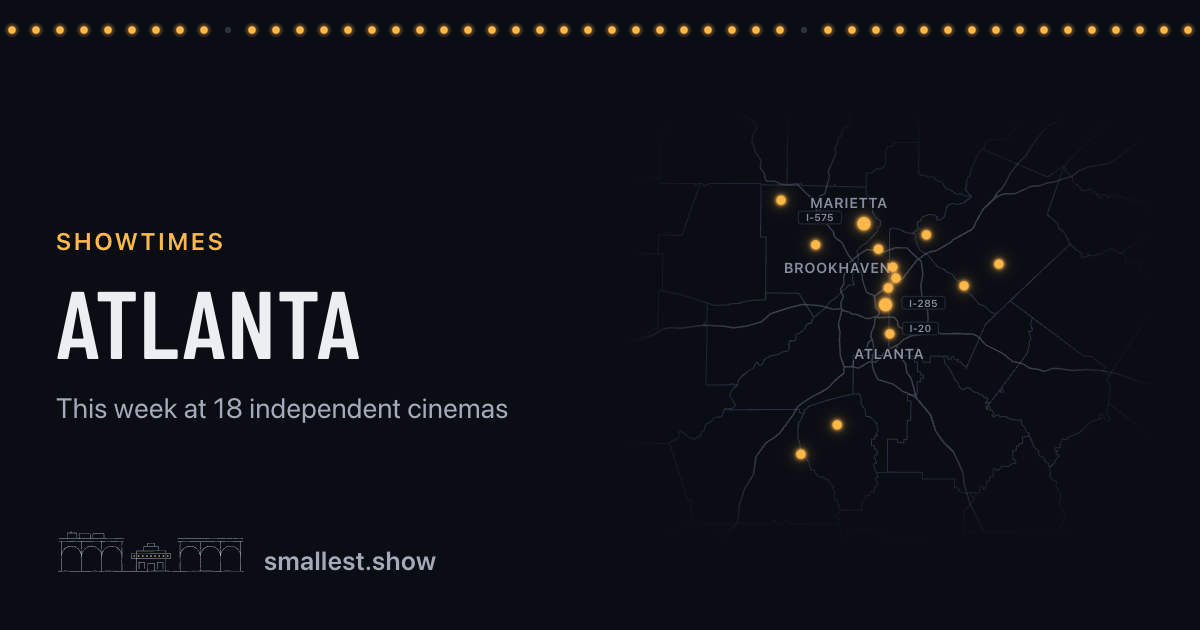 SHOWTIMES
ATLANTA
This week at 18 independent cinemas
smallest.show
MARIETTA
I-575
BROOKHAVEN
I-285
I-20
ATLANTA